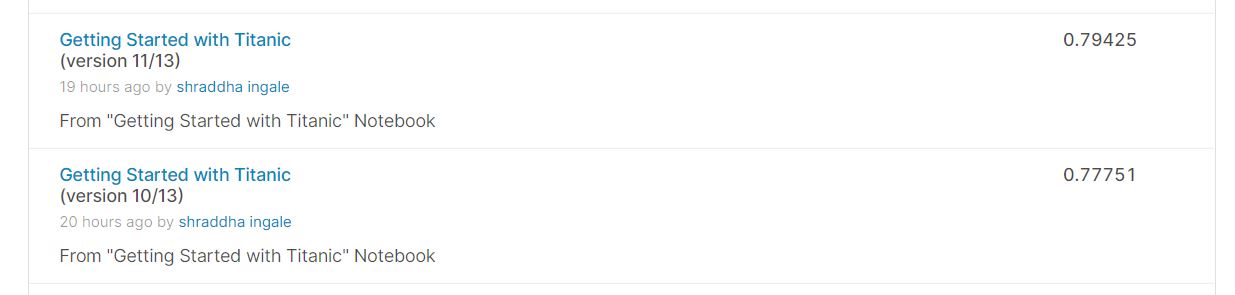 Getting Started with Titanic 0.79425
(version 11/13)
19 hours ago by shraddha ingale
From "Getting Started with Titanic" Notebook
Getting Started with Titanic 0.77751
(version 10/13)
20 hours ago by shraddha ingale
From "Getting Started with Titanic" Notebook